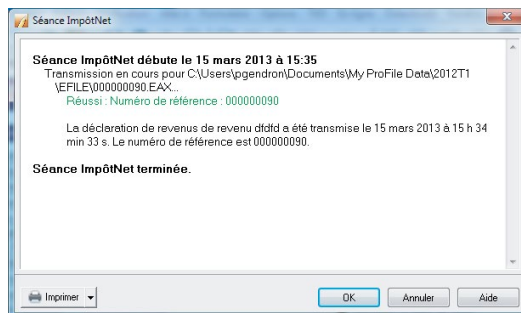 Séance ImpôtNet
Séance ImpôtNet débute le 15 mars 2013 à 15:35
Transmission en cours pour C:\Users\pgendron\Documents\My ProFile Data\2012T1
\EFILE\000000090.EAX...
Réussi : Numéro de référence : 000000090
La déclaration de revenus de revenu dfdfd a été transmise le 15 mars 2013 à 15 h 34
min 33 s. Le numéro de référence est 000000090.
Séance ImpôtNet terminée.
Imprimer
OK
Annuler
Aide